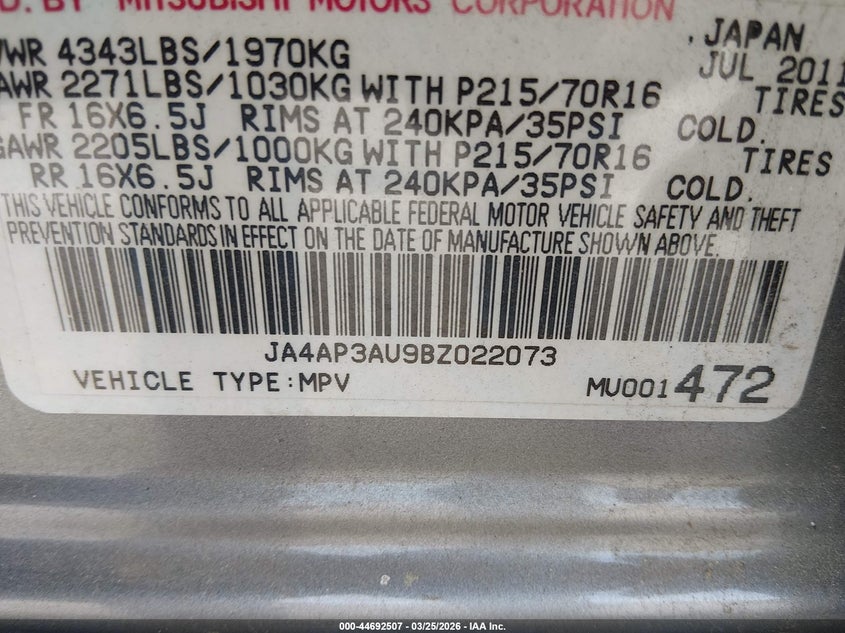 D. BY MITSUBISHI MOTORS CORPORATION
VWR 4343LBS/1970KG
, JAPAN
JUL 2011
AWR 2271LBS/1030KG WITH P215/70R16 TIRES
FR 16X6.5J RIMS AT 240KPA/35PSI COLD.
GAWR 2205LBS/1000KG WITH P215/70R16 TIRES
RR 16X6.5J RIMS AT 240KPA/35PSI COLD.
THIS VEHICLE CONFORMS TO ALL APPLICABLE FEDERAL MOTOR VEHICLE SAFETY AND THEFT
PREVENTION STANDARDS IN EFFECT ON THE DATE OF MANUFACTURE SHOWN ABOVE.
JA4AP3AU9BZ022073
VEHICLE TYPE:MPV MU001472
000-44692507 - 03/25/2026 - IAA Inc.